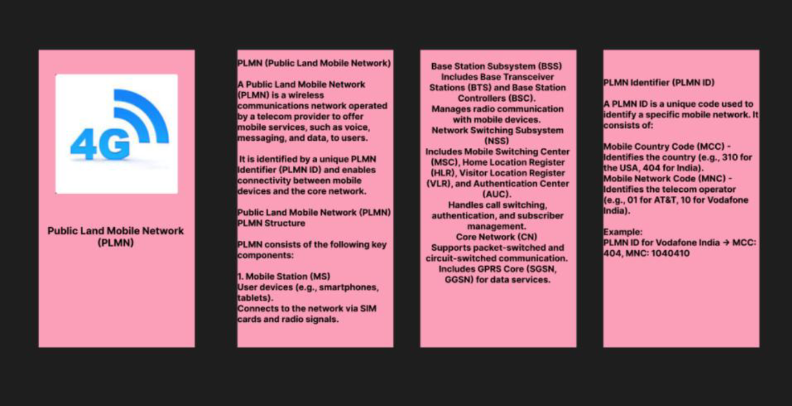 4G
Public Land Mobile Network
(PLMN)
PLMN (Public Land Mobile Network)
A Public Land Mobile Network
(PLMN) is a wireless
communications network operated
by a telecom provider to offer
mobile services, such as voice,
messaging, and data, to users.
It is identified by a unique PLMN
Identifier (PLMN ID) and enables
connectivity between mobile
devices and the core network.
Public Land Mobile Network (PLMN)
PLMN Structure
PLMN consists of the following key
components:
1. Mobile Station (MS)
User devices (e.g., smartphones,
tablets).
Connects to the network via SIM
cards and radio signals.
Base Station Subsystem (BSS)
Includes Base Transceiver
Stations (BTS) and Base Station
Controllers (BSC).
Manages radio communication
with mobile devices.
Network Switching Subsystem
(NSS)
Includes Mobile Switching Center
(MSC), Home Location Register
(HLR), Visitor Location Register
(VLR), and Authentication Center
(AUC).
Handles call switching,
authentication, and subscriber
management.
Core Network (CN)
Supports packet-switched and
circuit-switched communication.
Includes GPRS Core (SGSN,
GGSN) for data services.
PLMN Identifier (PLMN ID)
A PLMN ID is a unique code used to
identify a specific mobile network. It
consists of:
Mobile Country Code (MCC) -
Identifies the country (e.g., 310 for
the USA, 404 for India).
Mobile Network Code (MNC) -
Identifies the telecom operator
(e.g., 01 for AT&T, 10 for Vodafone
India).
Example:
PLMN ID for Vodafone India → MCC:
404, MNC: 1040410